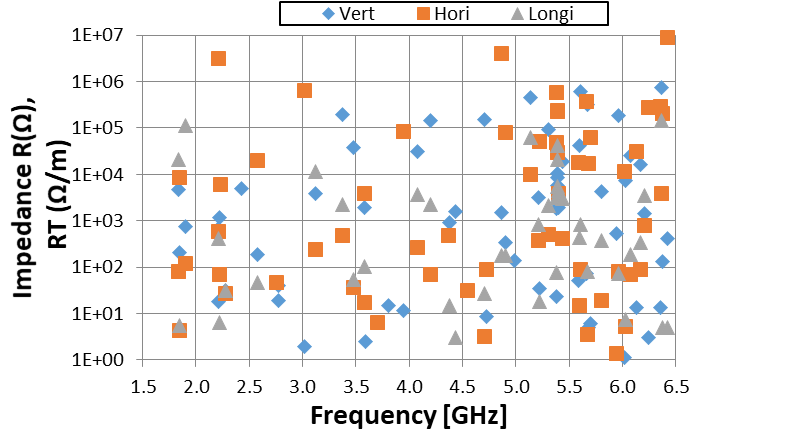 Vert Hori Longi
Impedance R(Ω),
RT (Ω/m)
1E+07
1E+06
1E+05
1E+04
1E+03
1E+02
1E+01
1E+00
1.5 2.0 2.5 3.0 3.5 4.0 4.5 5.0 5.5 6.0 6.5
Frequency [GHz]